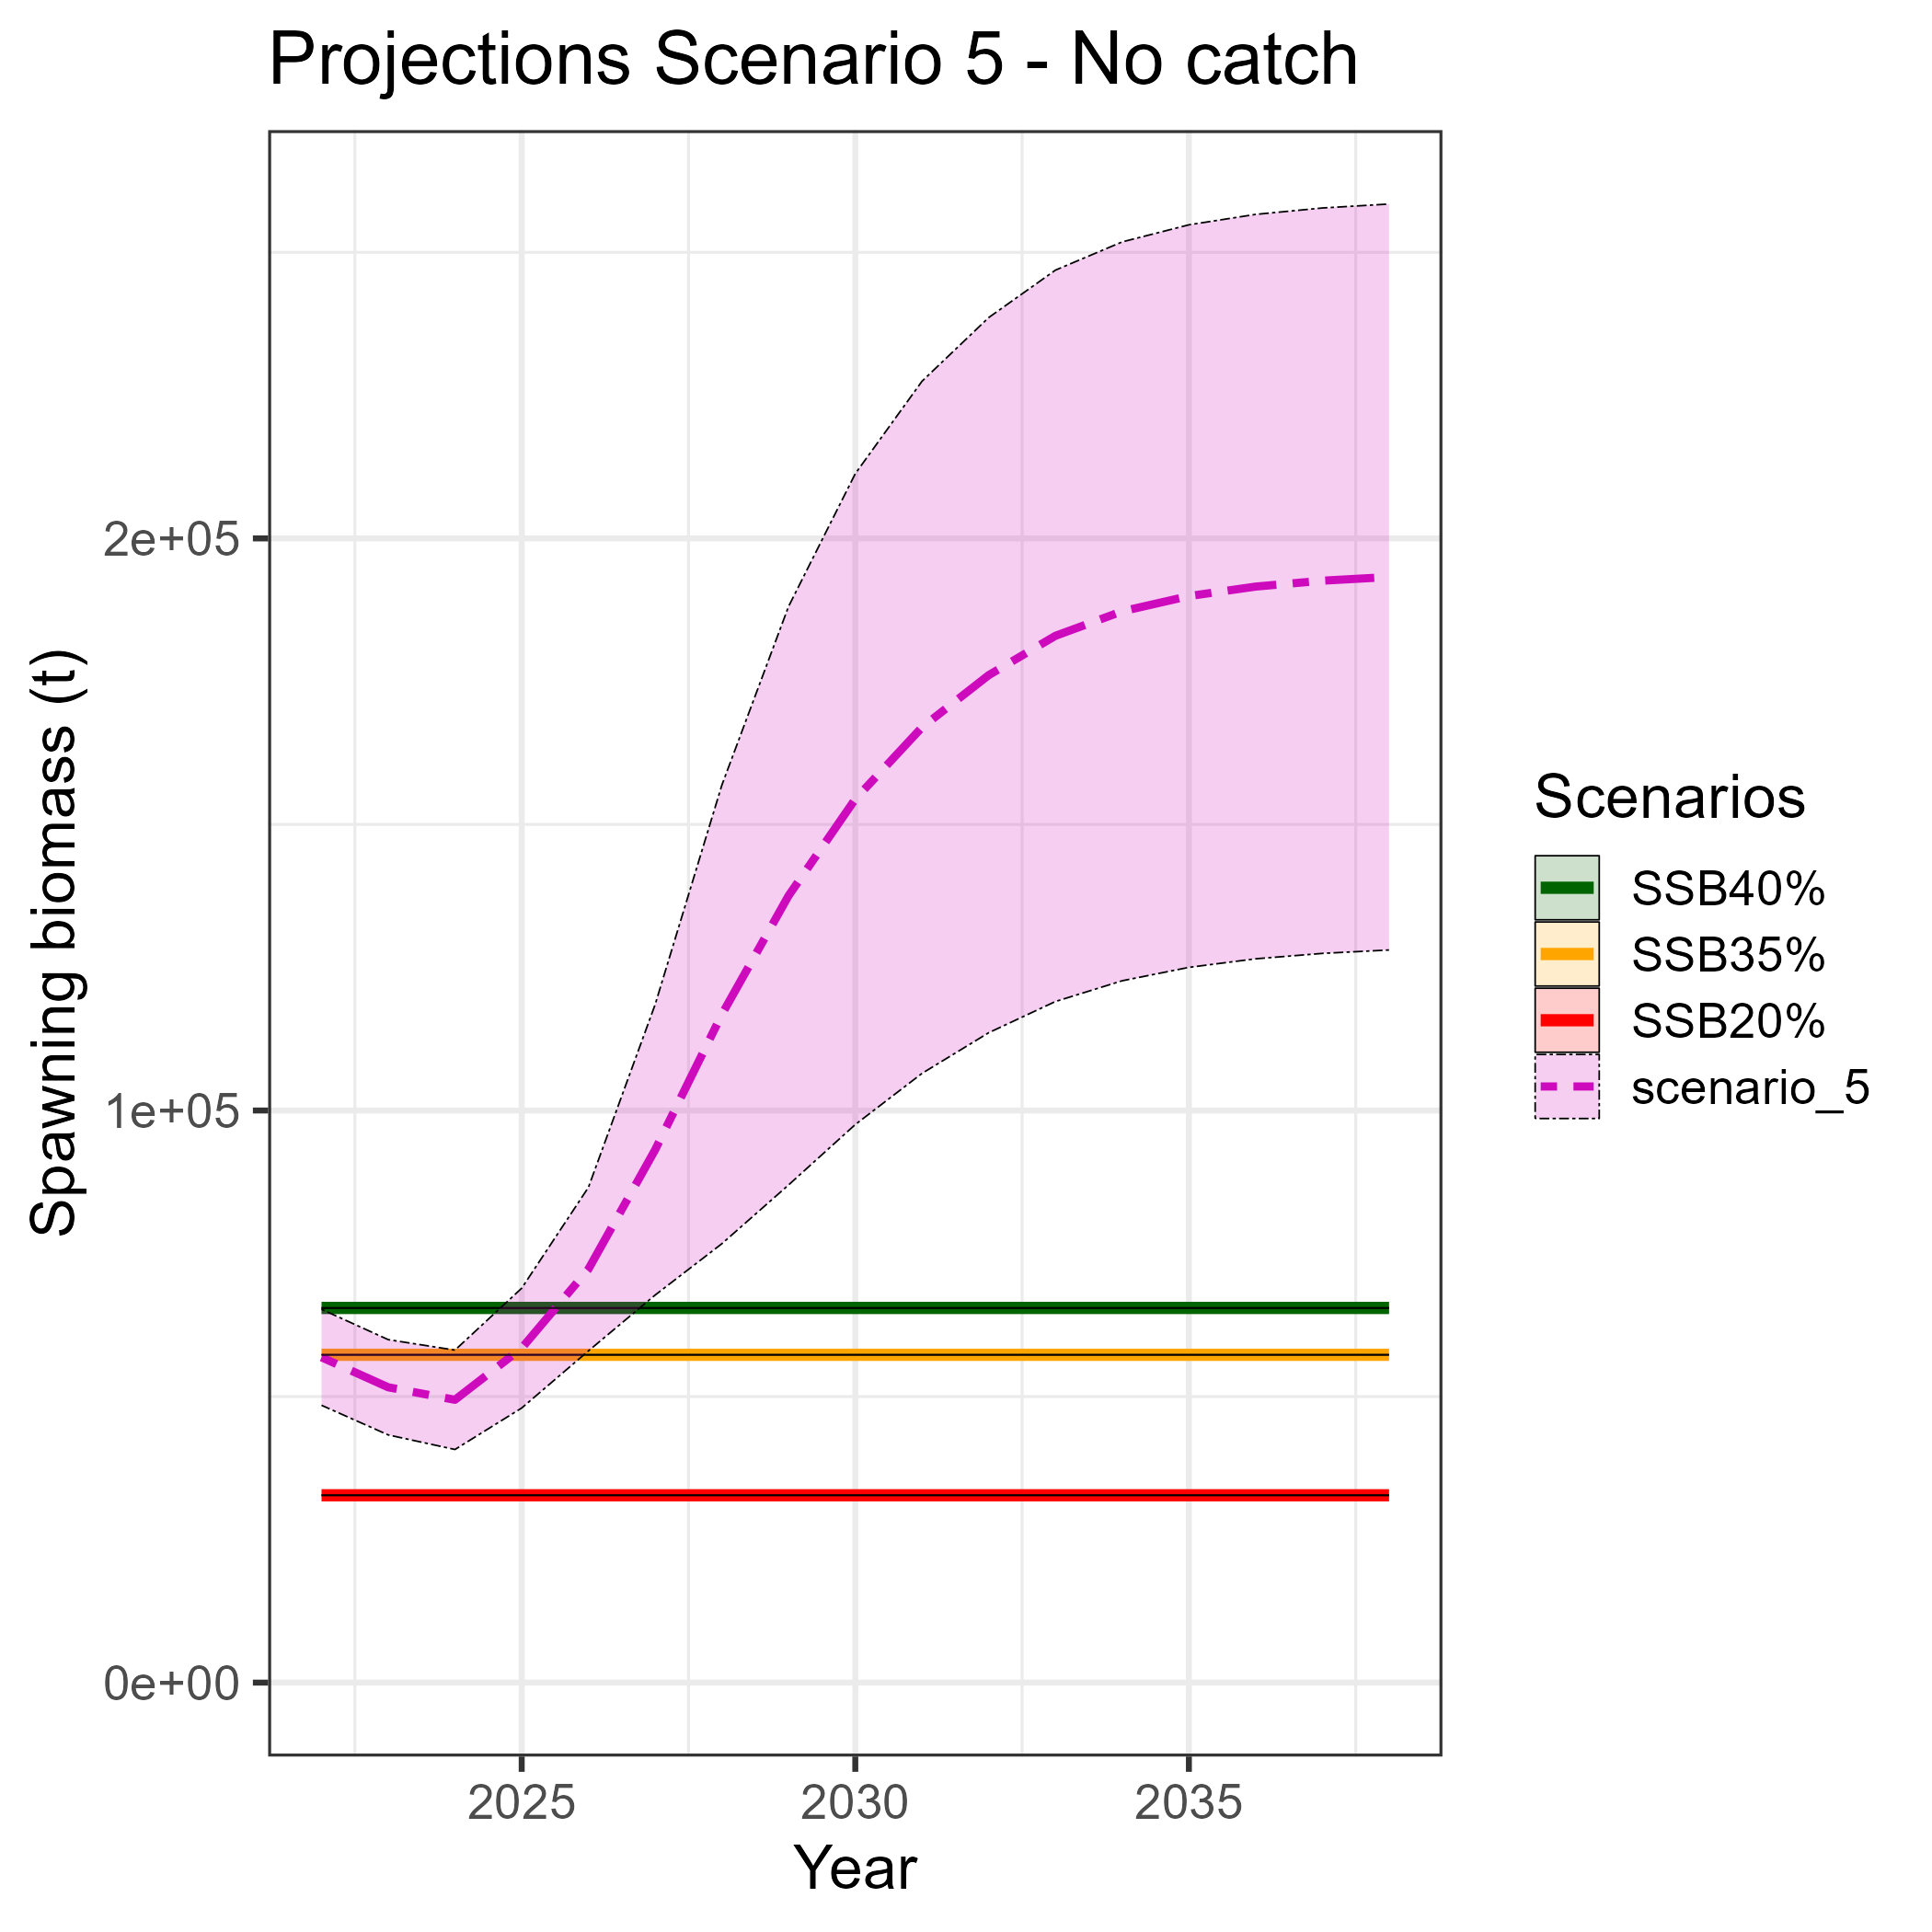 Projections Scenario 5 - No catch
Spawning biomass (t)
2e+05
1e+05
0e+00
2025
2030
2035
Year
Scenarios
SSB40%
SSB35%
SSB20%
scenario_5